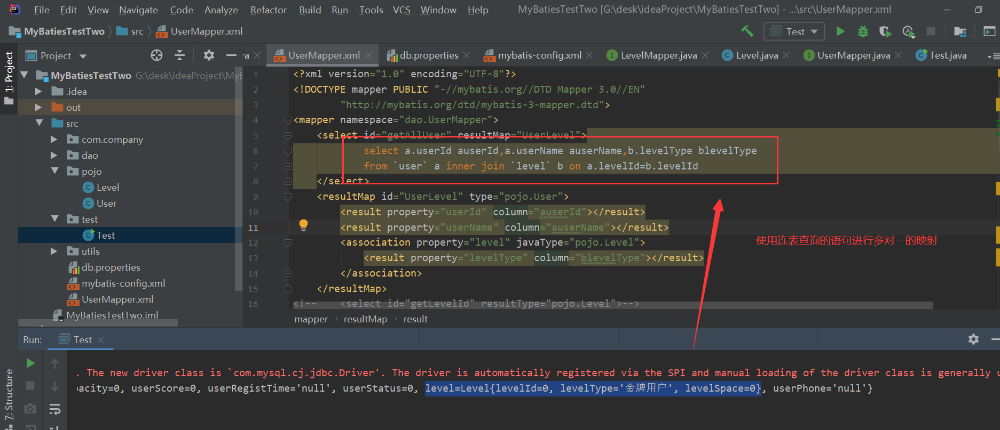 File Edit View Navigate Code Analyze Refactor Build Run Tools VCS Window Help MyBatiesTestTwo [G:\desk\ideaProject\MyBatiesTestTwo] - ...\src\UserMapper.xml
MyBatiesTestTwo src UserMapper.xml Test
1: Project
Project
va UserMapper.xml db.properties mybatis-config.xml LevelMapper.java Level.java UserMapper.java Test.java
MyBatiesTestTwo G:\desk\ideaProject\MyB
.idea
out
src
com.company
dao
pojo
Level
User
test
Test
utils
db.properties
mybatis-config.xml
UserMapper.xml
MyBatiesTestTwo.iml
1 <?xml version="1.0" encoding="UTF-8"?>
2 <!DOCTYPE mapper PUBLIC "-//mybatis.org//DTD Mapper 3.0//EN"
3 "http://mybatis.org/dtd/mybatis-3-mapper.dtd">
4 <mapper namespace="dao.UserMapper">
5 <select id="getAllUser" resultMap="UserLevel">
6 select a.userId auserId,a.userName auserName,b.levelType blevelType
7 from `user` a inner join `level` b on a.levelId=b.levelId
8 </select>
9 <resultMap id="UserLevel" type="pojo.User">
10 <result property="userId" column="auserId"></result>
11 <result property="userName" column="auserName"></result>
12 <association property="level" javaType="pojo.Level">
13 <result property="levelType" column="blevelType"></result>
14 </association>
15 </resultMap>
16 <!-- <select id="getLevelId" resultType="pojo.Level">-->
使用连表查询的语句进行多对一的映射
mapper resultMap result
Run: Test
. The new driver class is `com.mysql.cj.jdbc.Driver'. The driver is automatically registered via the SPI and manual loading of the driver class is generally u
pacity=0, userScore=0, userRegistTime='null', userStatus=0, level=Level{levelId=0, levelType='金牌用户', levelSpace=0}, userPhone='null'}
7: Structure